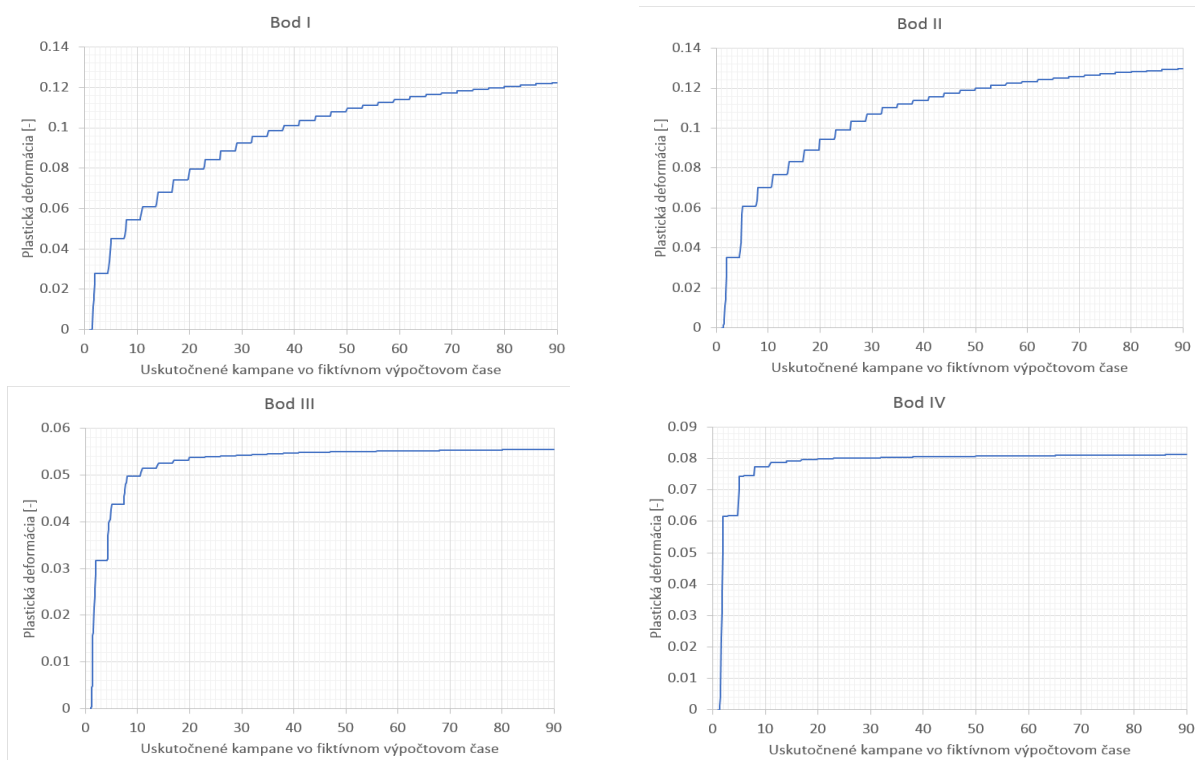 Bod I
Plastická deformácia [-]
0.14
0.12
0.1
0.08
0.06
0.04
0.02
0
0 10 20 30 40 50 60 70 80 90
Uskutočnené kampane vo fiktívnom výpočtovom čase
Bod II
Plastická deformácia [-]
0.14
0.12
0.1
0.08
0.06
0.04
0.02
0
0 10 20 30 40 50 60 70 80 90
Uskutočnené kampane vo fiktívnom výpočtovom čase
Bod III
Plastická deformácia [-]
0.06
0.05
0.04
0.03
0.02
0.01
0
0 10 20 30 40 50 60 70 80 90
Uskutočnené kampane vo fiktívnom výpočtovom čase
Bod IV
Plastická deformácia [-]
0.09
0.08
0.07
0.06
0.05
0.04
0.03
0.02
0.01
0
0 10 20 30 40 50 60 70 80 90
Uskutočnené kampane vo fiktívnom výpočtovom čase